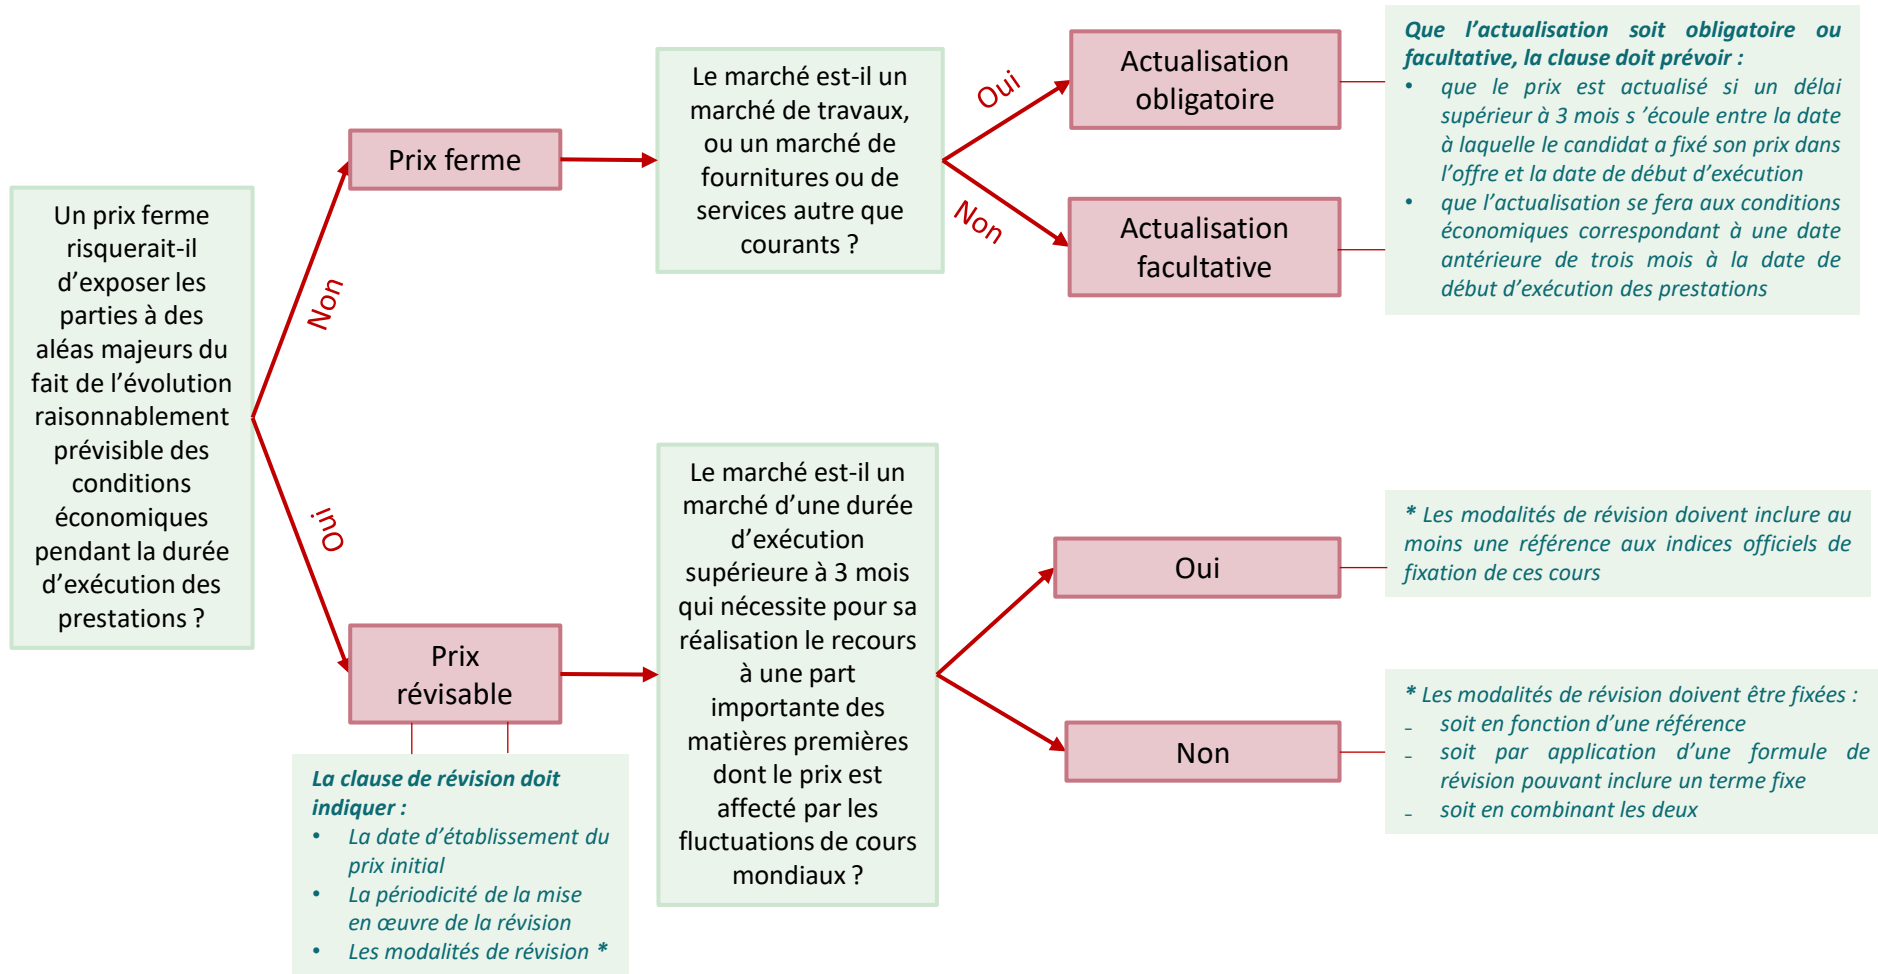 Un prix ferme
risquerait-il
d’exposer les
parties à des
aléas majeurs du
fait de l’évolution
raisonnablement
prévisible des
conditions
économiques
pendant la durée
d’exécution des
prestations ?
Non
Oui
Prix ferme
Le marché est-il un
marché de travaux,
ou un marché de
fournitures ou de
services autre que
courants ?
Oui
Non
Actualisation
obligatoire
Actualisation
facultative
Que l’actualisation soit obligatoire ou
facultative, la clause doit prévoir :
• que le prix est actualisé si un délai
supérieur à 3 mois s ’écoule entre la date
à laquelle le candidat a fixé son prix dans
l’offre et la date de début d’exécution
• que l’actualisation se fera aux conditions
économiques correspondant à une date
antérieure de trois mois à la date de
début d’exécution des prestations
Prix
révisable
La clause de révision doit
indiquer :
• La date d’établissement du
prix initial
• La périodicité de la mise
en œuvre de la révision
• Les modalités de révision *
Le marché est-il un
marché d’une durée
d’exécution
supérieure à 3 mois
qui nécessite pour sa
réalisation le recours
à une part
importante des
matières premières
dont le prix est
affecté par les
fluctuations de cours
mondiaux ?
Oui
* Les modalités de révision doivent inclure au
moins une référence aux indices officiels de
fixation de ces cours
Non
* Les modalités de révision doivent être fixées :
- soit en fonction d’une référence
- soit par application d’une formule de
révision pouvant inclure un terme fixe
- soit en combinant les deux